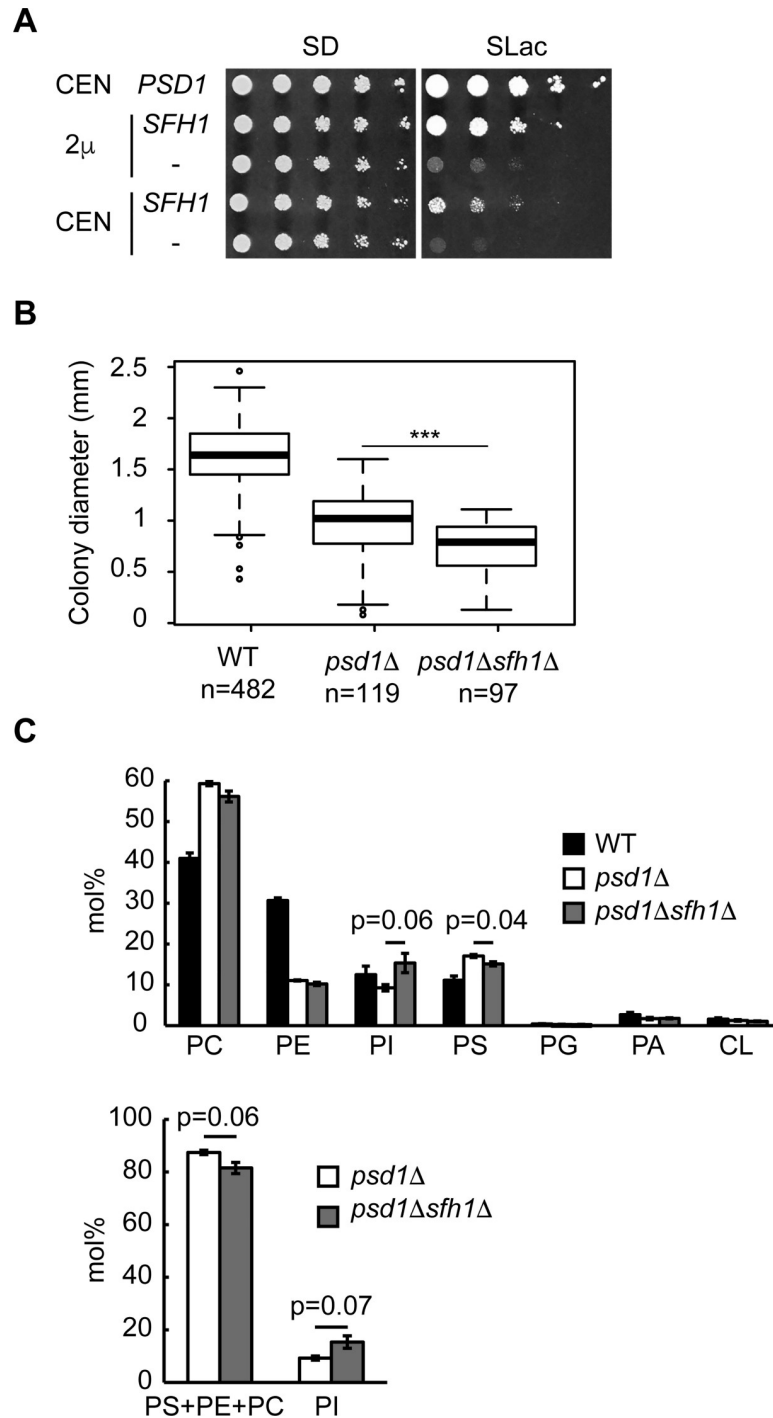 A
SD SLac
CEN PSD1
2μ SFH1
-
CEN SFH1
-
B
Colony diameter (mm)
2.5
2
1.5
1
0.5
0
***
WT psd1Δ psd1Δsfh1Δ
n=482 n=119 n=97
C
mol%
60
50
40
30
20
10
0
WT
psd1Δ
psd1Δsfh1Δ
p=0.06 p=0.04
PC PE PI PS PG PA CL
mol%
100
80
60
40
20
0
p=0.06
psd1Δ
psd1Δsfh1Δ
p=0.07
PS+PE+PC PI